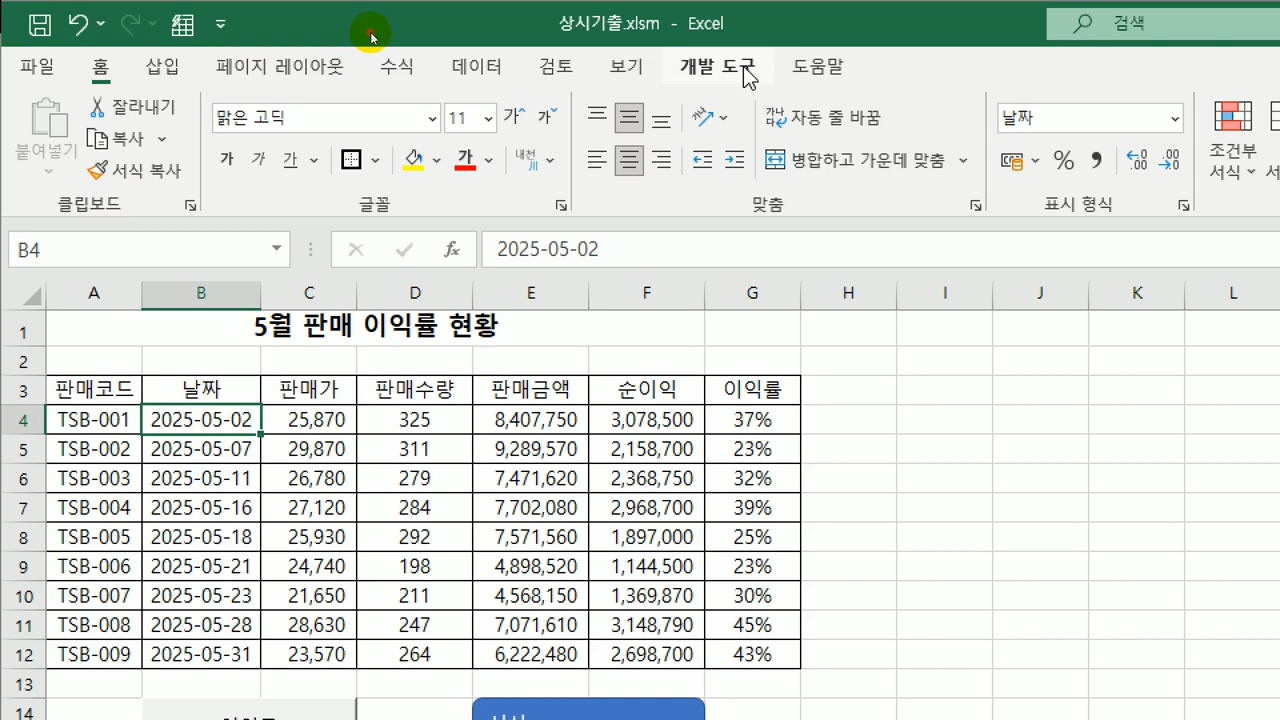 상시기출.xlsm - Excel
검색
파일 홈 삽입 페이지 레이아웃 수식 데이터 검토 보기 개발 도구 도움말
붙여넣기
잘라내기
복사
서식 복사
클립보드
맑은 고딕 11 가 가
가 가 가 가 내천
글꼴
자동 줄 바꿈
병합하고 가운데 맞춤
맞춤
날짜
% 9 .00 .00
표시 형식
조건부
서식
B4 fx 2025-05-02
A B C D E F G H I J K L
1 5월 판매 이익률 현황
2
3 판매코드 날짜 판매가 판매수량 판매금액 순이익 이익률
4 TSB-001 2025-05-02 25,870 325 8,407,750 3,078,500 37%
5 TSB-002 2025-05-07 29,870 311 9,289,570 2,158,700 23%
6 TSB-003 2025-05-11 26,780 279 7,471,620 2,368,750 32%
7 TSB-004 2025-05-16 27,120 284 7,702,080 2,968,700 39%
8 TSB-005 2025-05-18 25,930 292 7,571,560 1,897,000 25%
9 TSB-006 2025-05-21 24,740 198 4,898,520 1,144,500 23%
10 TSB-007 2025-05-23 21,650 211 4,568,150 1,369,870 30%
11 TSB-008 2025-05-28 28,630 247 7,071,610 3,148,790 45%
12 TSB-009 2025-05-31 23,570 264 6,222,480 2,698,700 43%
13
14